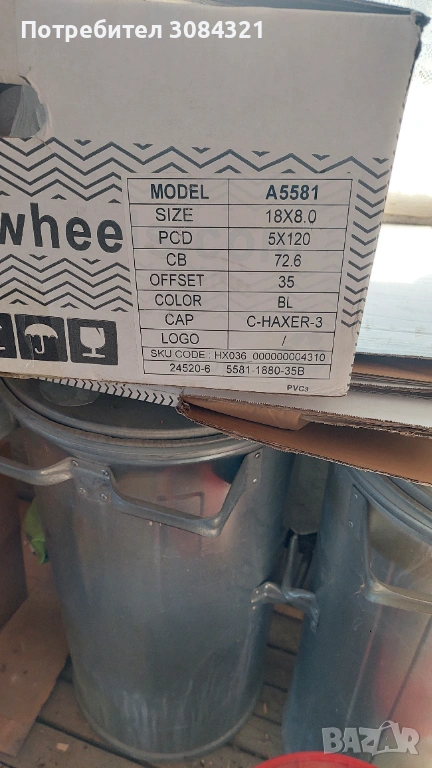 Потребител 3084321
whee
MODEL A5581
SIZE 18X8.0
PCD 5X120
CB 72.6
OFFSET 35
COLOR BL
CAP C-HAXER-3
LOGO /
SKU CODE : HX036 000000004310
24520-6 5581-1880-35B
PVC3
BAZAR